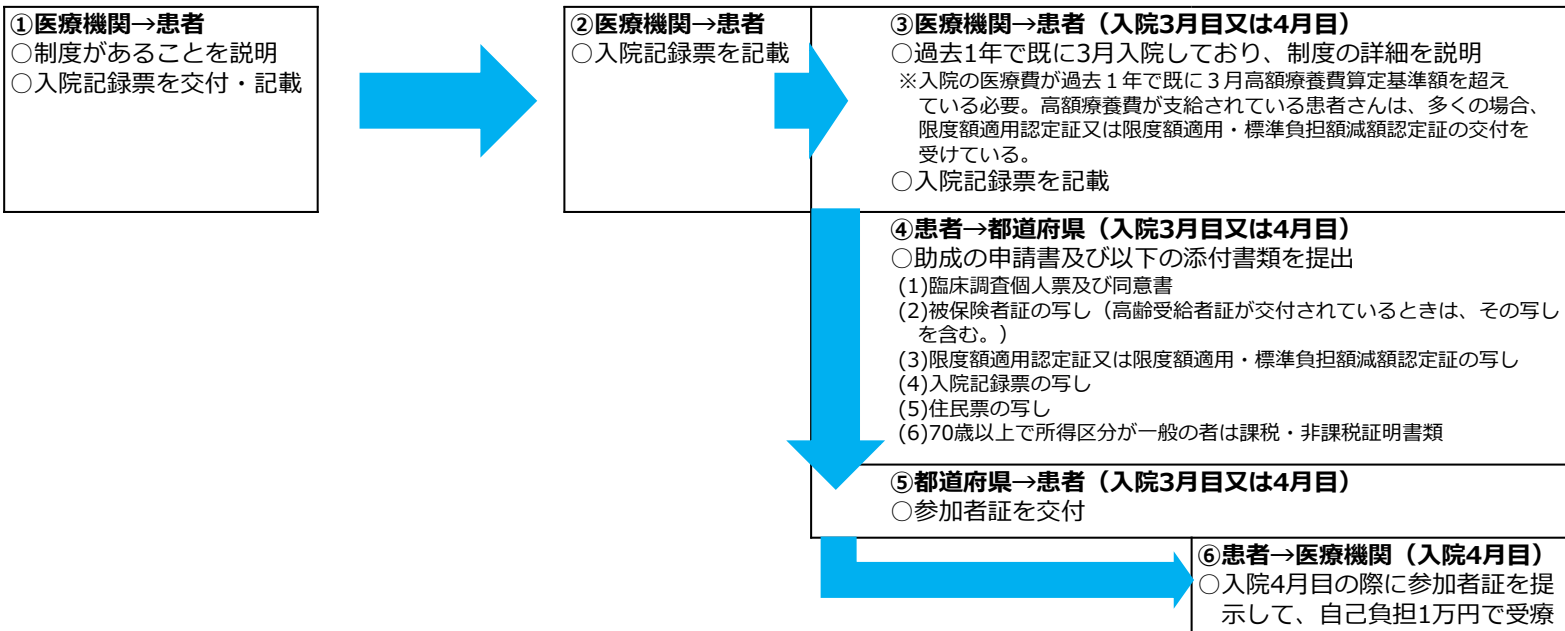 ①医療機関→患者
○制度があることを説明
○入院記録票を交付・記載
②医療機関→患者
○入院記録票を記載
③医療機関→患者（入院3月目又は4月目）
○過去1年で既に3月入院しており、制度の詳細を説明
※入院の医療費が過去１年で既に３月高額療養費算定基準額を超え
ている必要。高額療養費が支給されている患者さんは、多くの場合、
限度額適用認定証又は限度額適用・標準負担額減額認定証の交付を
受けている。
○入院記録票を記載
④患者→都道府県（入院3月目又は4月目）
○助成の申請書及び以下の添付書類を提出
(1)臨床調査個人票及び同意書
(2)被保険者証の写し（高齢受給者証が交付されているときは、その写し
を含む。）
(3)限度額適用認定証又は限度額適用・標準負担額減額認定証の写し
(4)入院記録票の写し
(5)住民票の写し
(6)70歳以上で所得区分が一般の者は課税・非課税証明書類
⑤都道府県→患者（入院3月目又は4月目）
○参加者証を交付
⑥患者→医療機関（入院4月目）
○入院4月目の際に参加者証を提
示して、自己負担1万円で受療